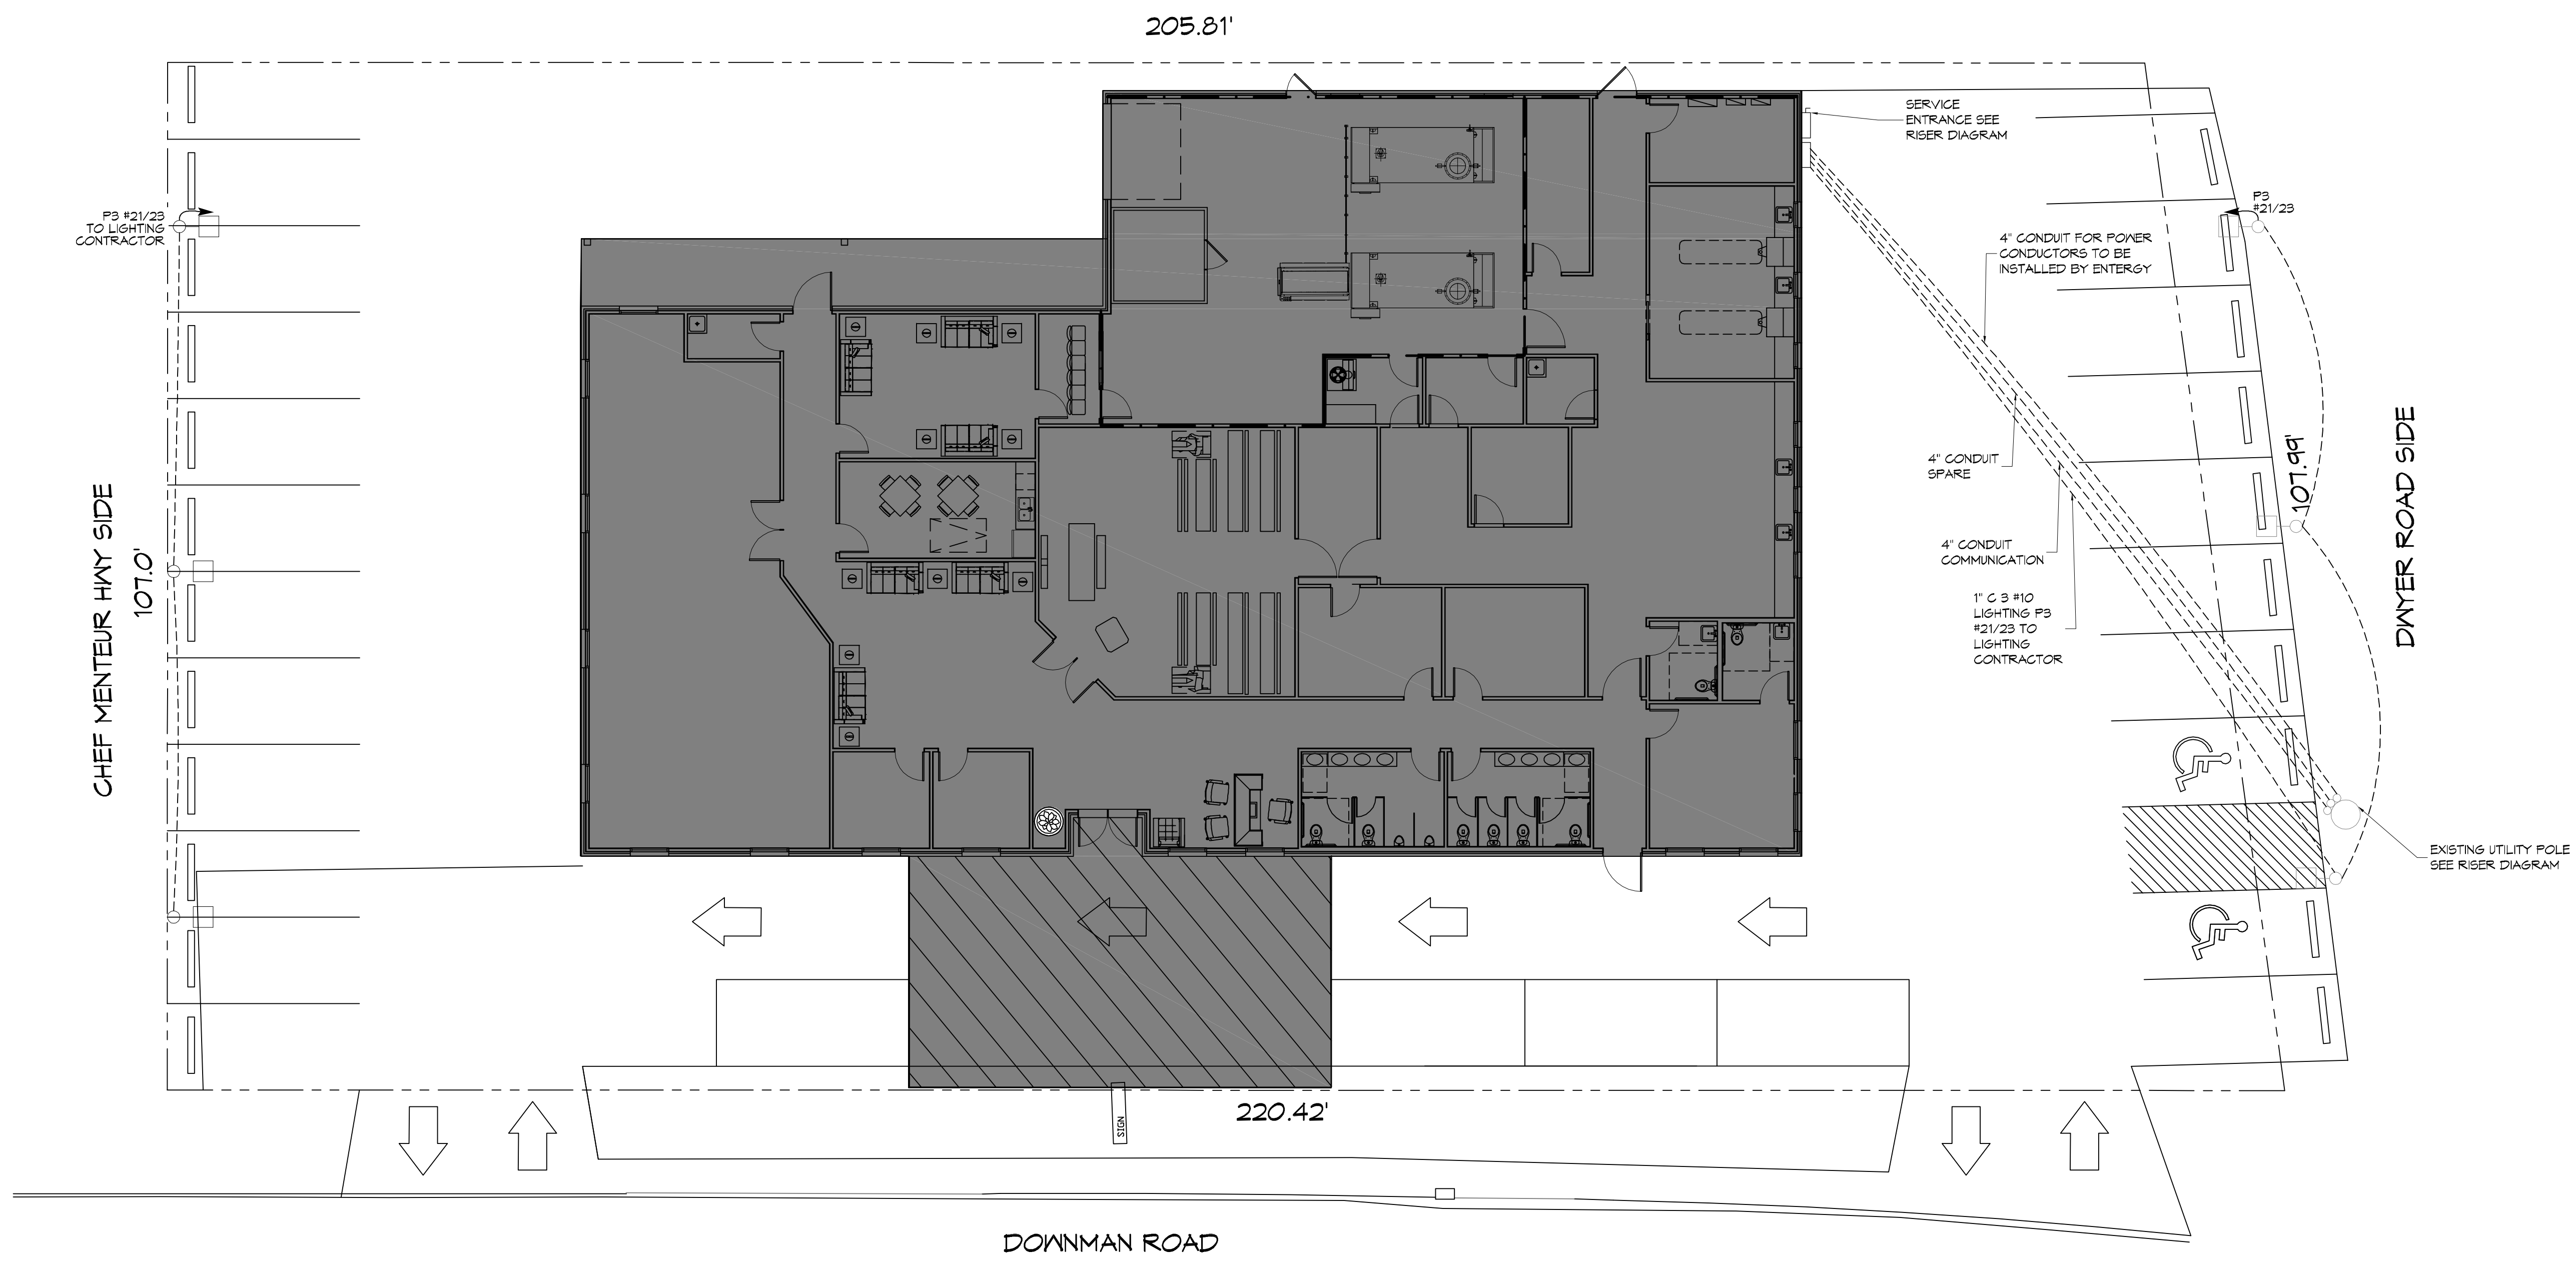 205.81'
SERVICE
ENTRANCE SEE
RISER DIAGRAM
P3 #21/23
TO LIGHTING
CONTRACTOR
P3
#21/23
4" CONDUIT FOR POWER
CONDUCTORS TO BE
INSTALLED BY ENTERGY
CHEF MENTEUR HWY SIDE
107.0'
4" CONDUIT
SPARE
107.99'
DWYER ROAD SIDE
4" CONDUIT
COMMUNICATION
1" C 3 #10
LIGHTING P3
#21/23 TO
LIGHTING
CONTRACTOR
EXISTING UTILITY POLE
SEE RISER DIAGRAM
220.42'
SIGN
DOWNMAN ROAD